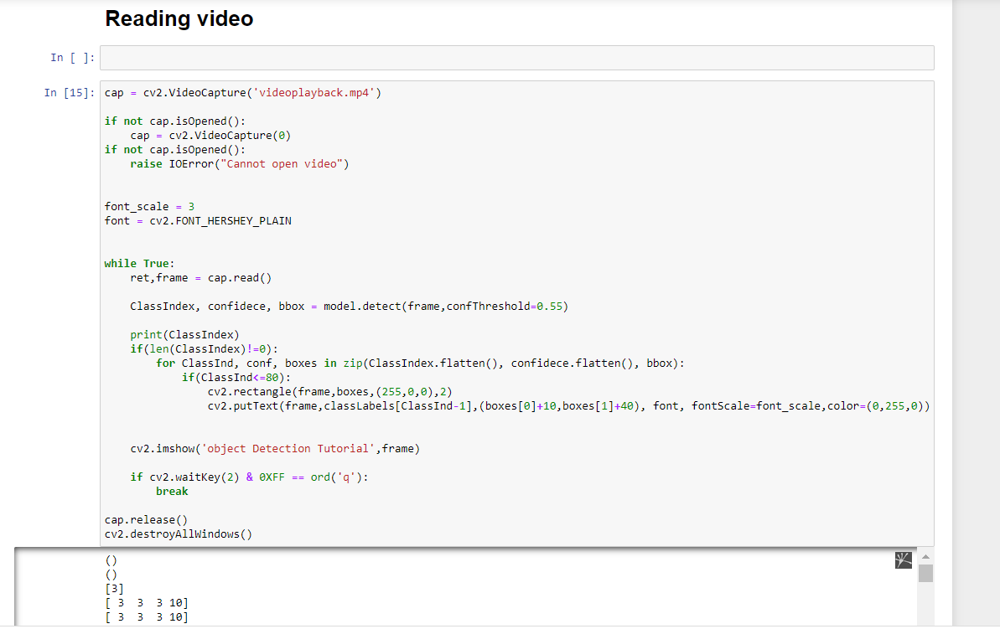 Reading video
In [ ]:
In [15]: cap = cv2.VideoCapture('videoplayback.mp4')
if not cap.isOpened():
    cap = cv2.VideoCapture(0)
if not cap.isOpened():
    raise IOError("Cannot open video")
font_scale = 3
font = cv2.FONT_HERSHEY_PLAIN
while True:
    ret,frame = cap.read()
    ClassIndex, confidece, bbox = model.detect(frame,confThreshold=0.55)
    print(ClassIndex)
    if(len(ClassIndex)!=0):
        for ClassInd, conf, boxes in zip(ClassIndex.flatten(), confidece.flatten(), bbox):
            if(ClassInd<=80):
                cv2.rectangle(frame,boxes,(255,0,0),2)
                cv2.putText(frame,classLabels[ClassInd-1],(boxes[0]+10,boxes[1]+40), font, fontScale=font_scale,color=(0,255,0))
    cv2.imshow('object Detection Tutorial',frame)
    if cv2.waitKey(2) & 0XFF == ord('q'):
        break
cap.release()
cv2.destroyAllWindows()
()
()
[3]
[ 3  3  3 10]
[ 3  3  3 10]